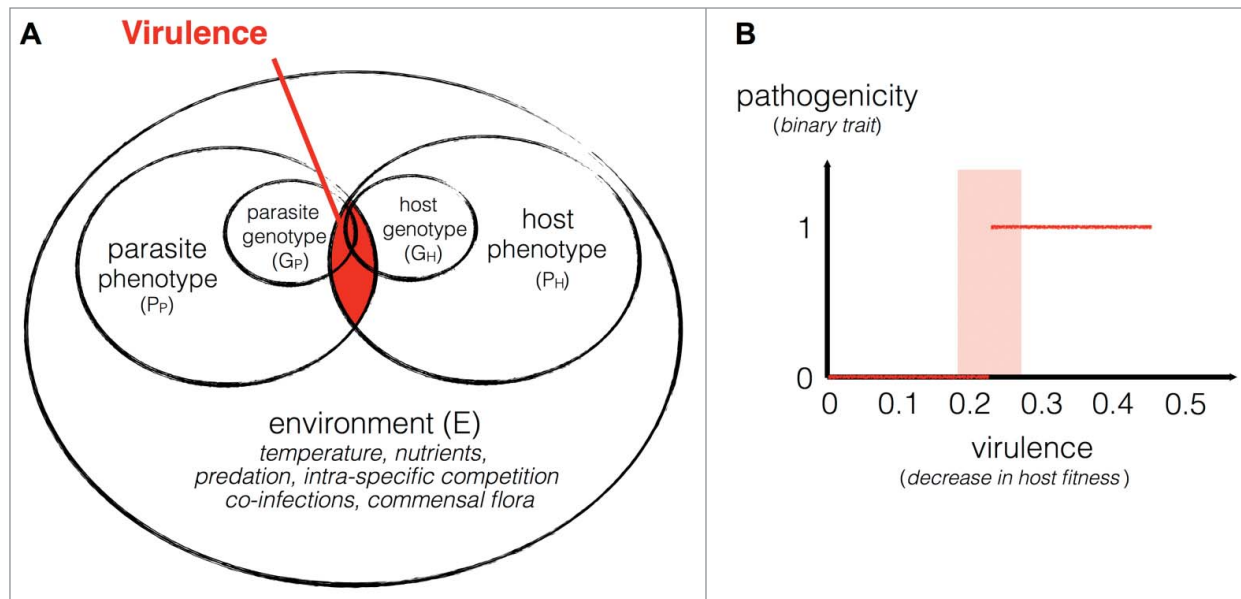 A
Virulence
parasite
genotype
(GP)
host
genotype
(GH)
parasite
phenotype
(PP)
host
phenotype
(PH)
environment (E)
temperature, nutrients,
predation, intra-specific competition
co-infections, commensal flora
B
pathogenicity
(binary trait)
1
0
0 0.1 0.2 0.3 0.4 0.5
virulence
(decrease in host fitness)